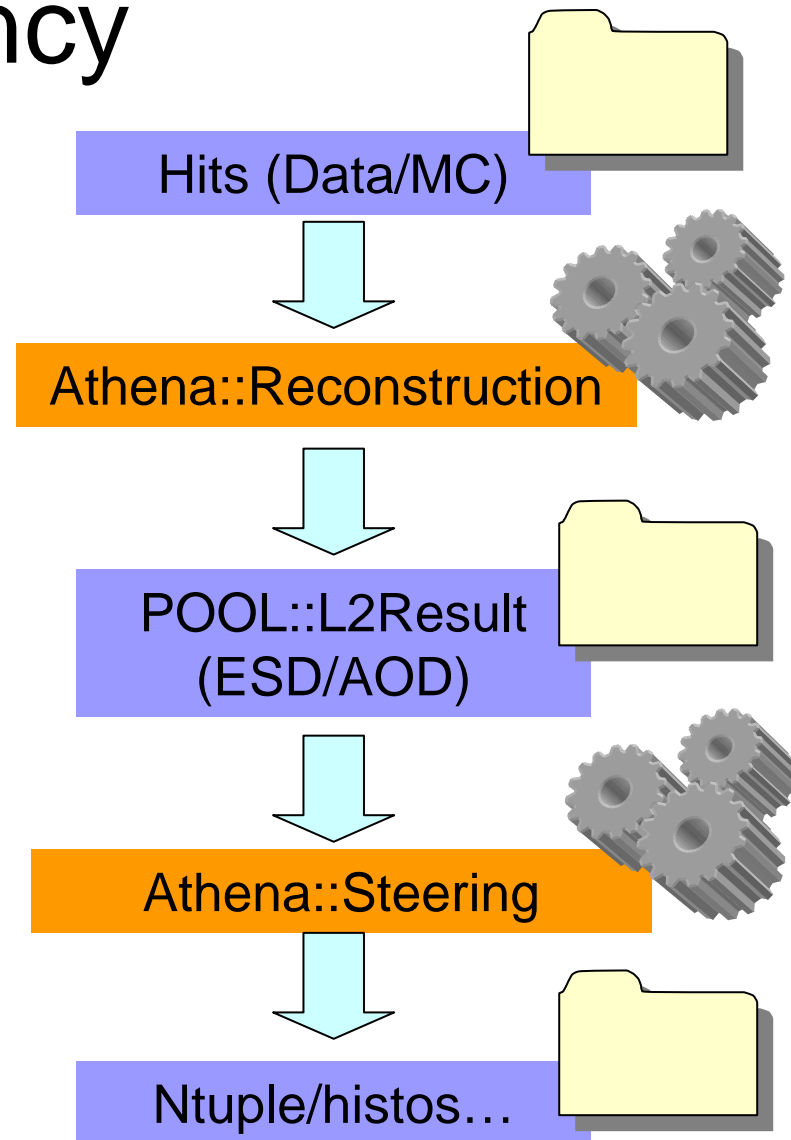 ncy
Hits (Data/MC)
Athena::Reconstruction
POOL::L2Result
(ESD/AOD)
Athena::Steering
Ntuple/histos…